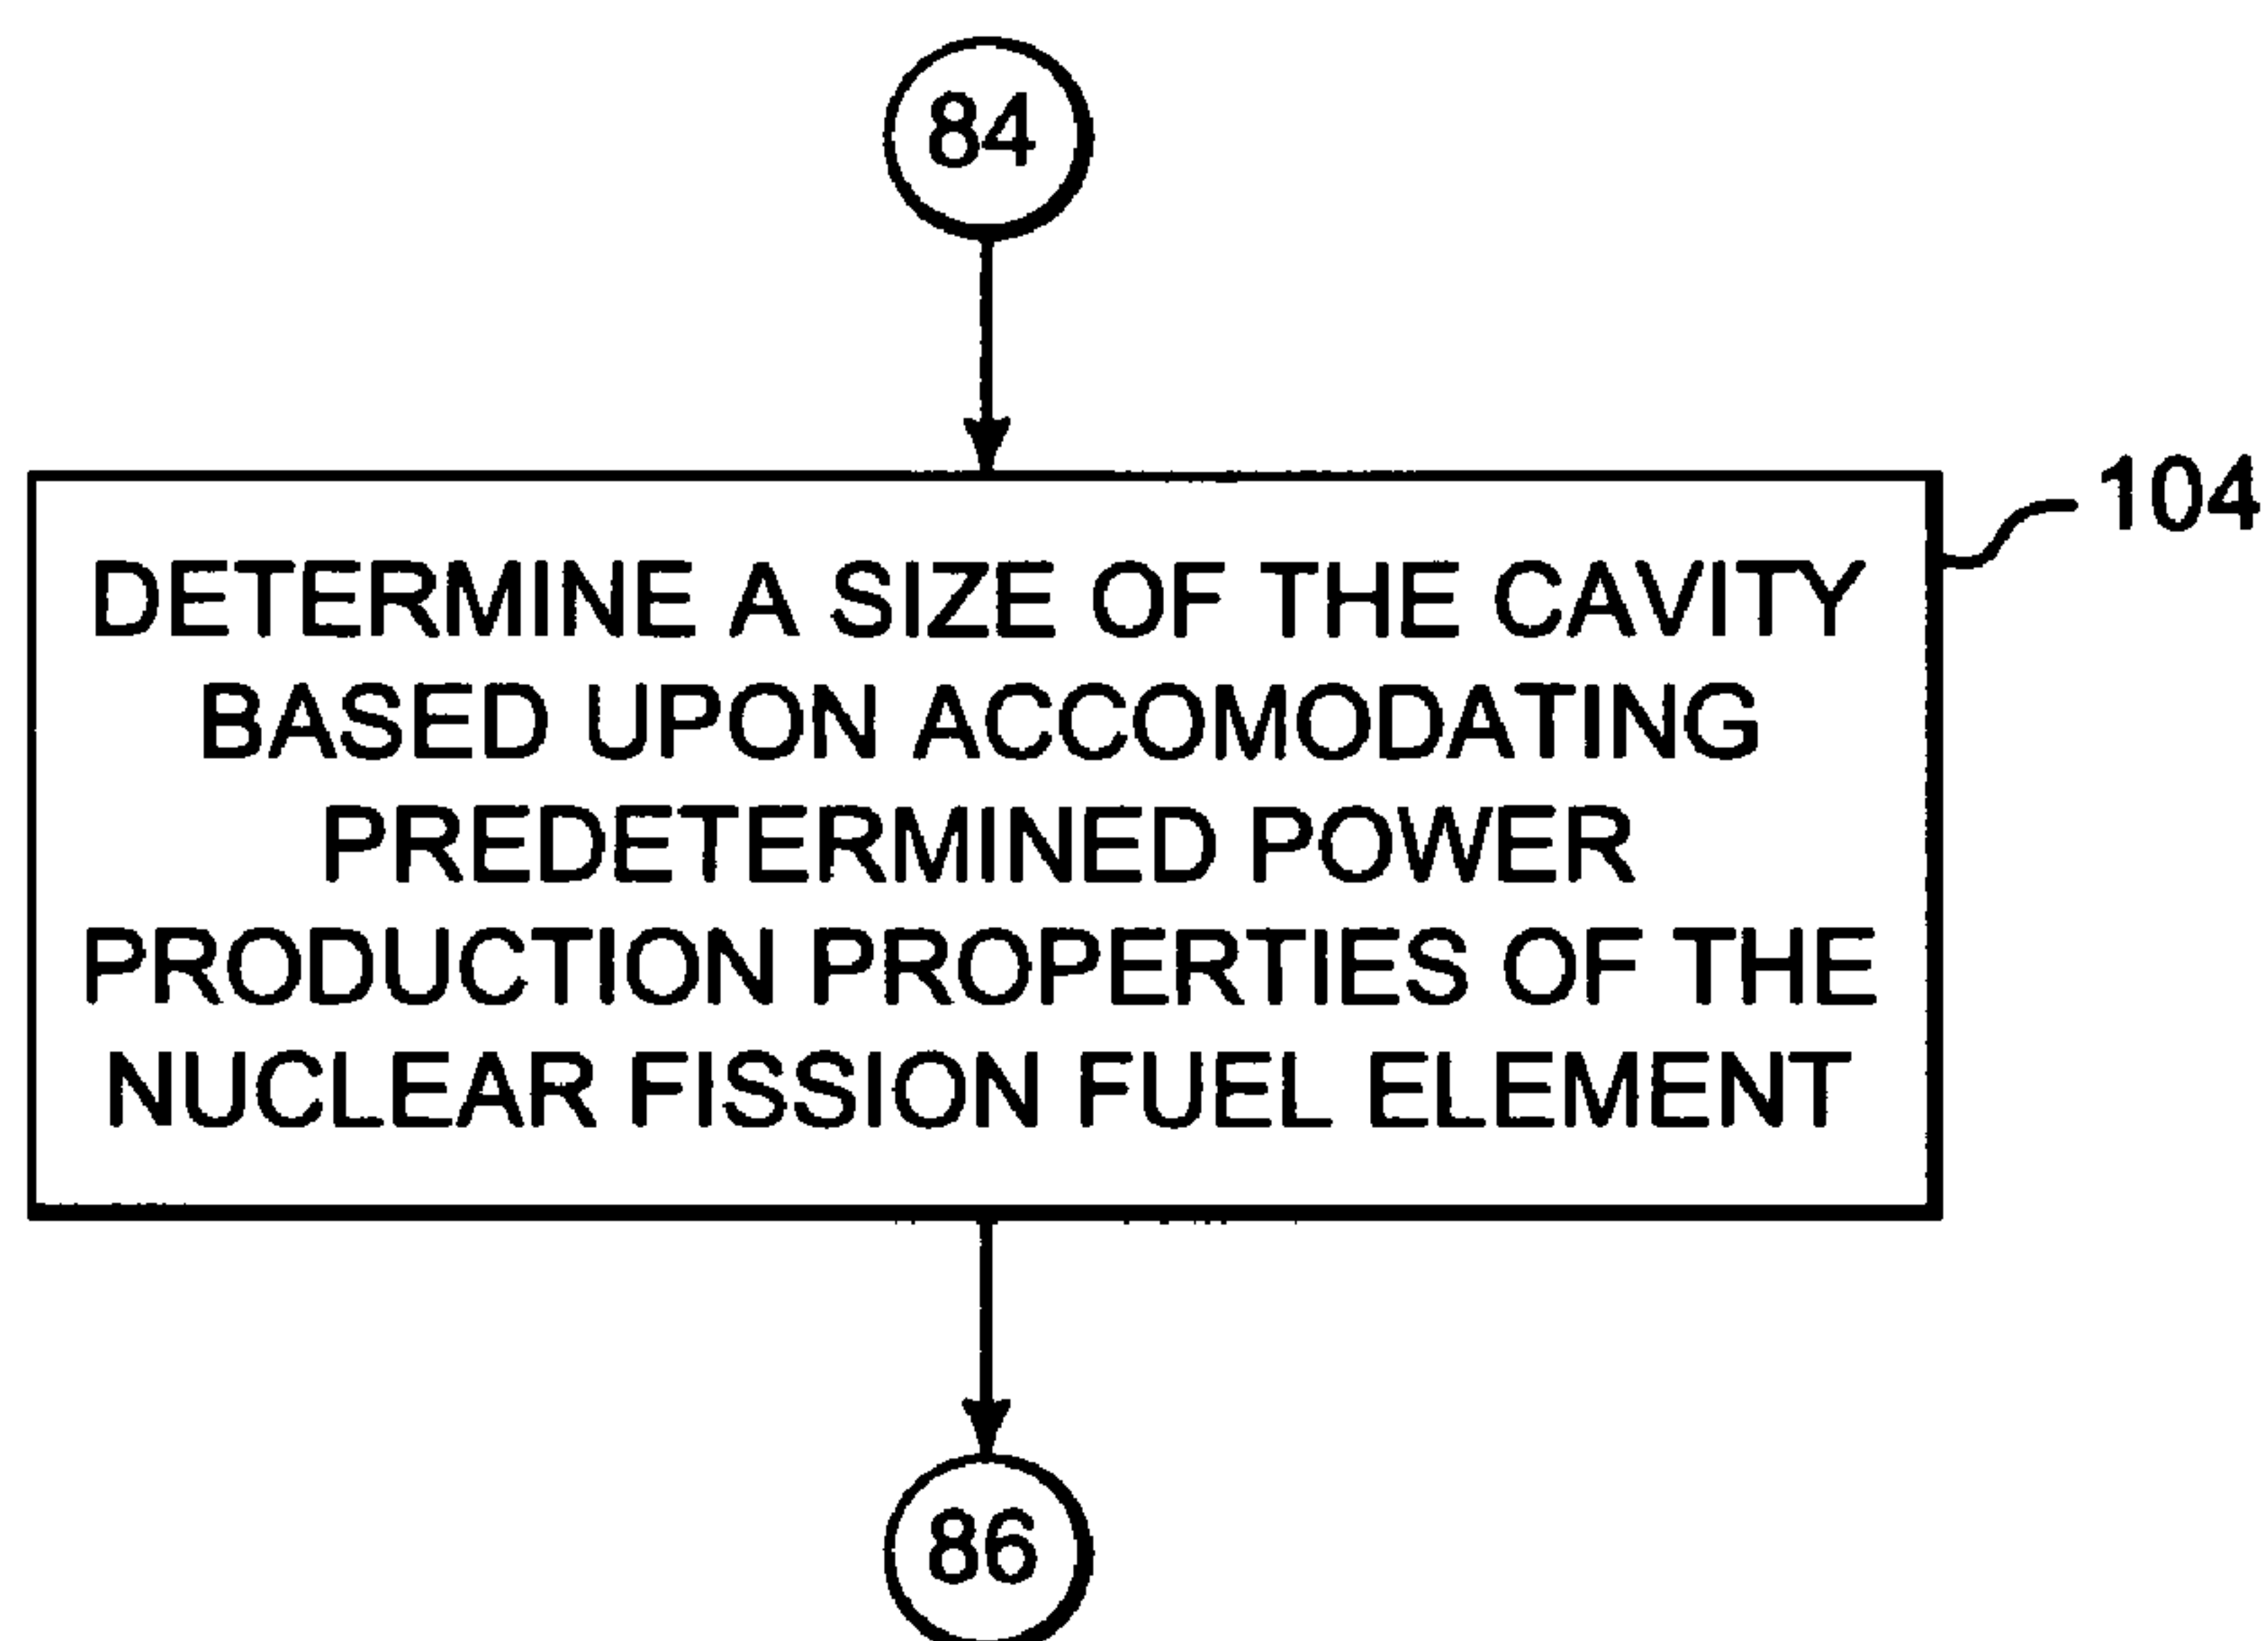 84
104
DETERMINE A SIZE OF THE CAVITY
BASED UPON ACCOMODATING
PREDETERMINED POWER
PRODUCTION PROPERTIES OF THE
NUCLEAR FISSION FUEL ELEMENT
86